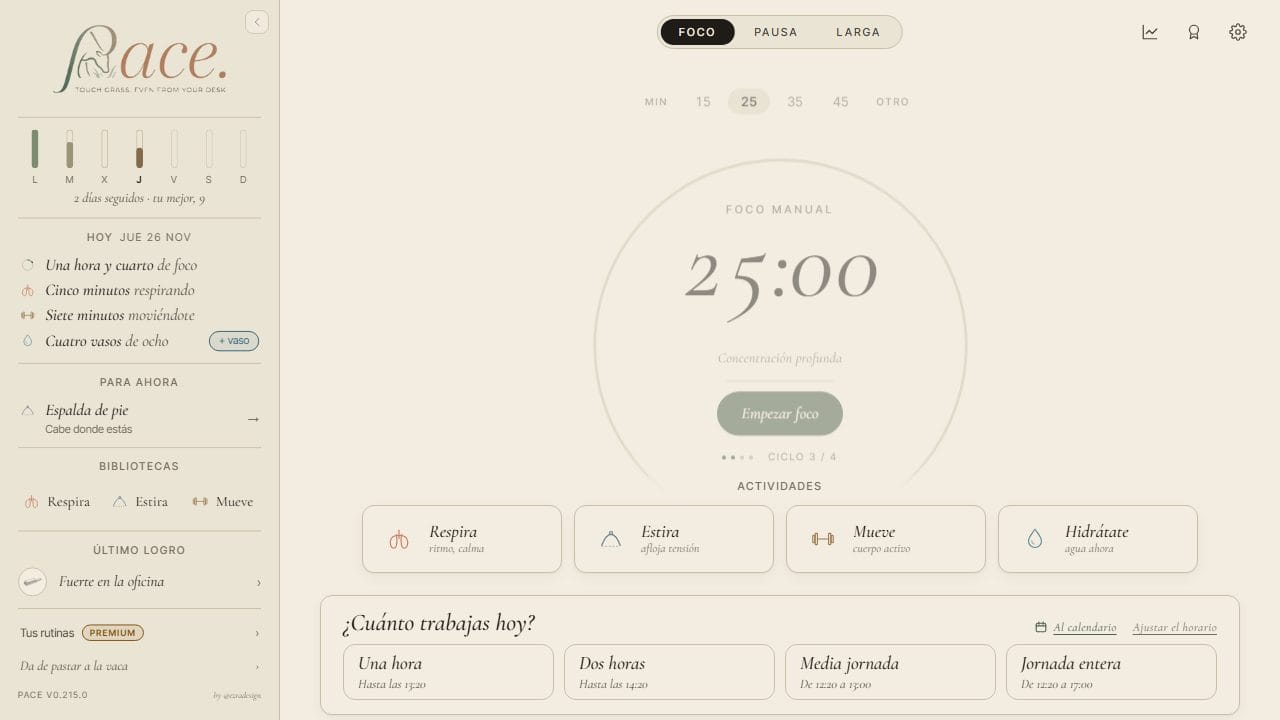 Pace.
TOUCH GRASS. EVEN FROM YOUR DESK
L M X J V S D
2 días seguidos · tu mejor, 9
HOY JUE 26 NOV
Una hora y cuarto de foco
Cinco minutos respirando
Siete minutos moviéndote
Cuatro vasos de ocho
+ vaso
PARA AHORA
Espalda de pie
Cabe donde estás
→
BIBLIOTECAS
Respira Estira Mueve
ÚLTIMO LOGRO
Fuerte en la oficina ›
Tus rutinas PREMIUM ›
Da de pastar a la vaca ›
PACE V0.215.0
by @earadesign
FOCO PAUSA LARGA
MIN 15 25 35 45 OTRO
FOCO MANUAL
25:00
Concentración profunda
Empezar foco
CICLO 3 / 4
ACTIVIDADES
Respira
ritmo, calma
Estira
afloja tensión
Mueve
cuerpo activo
Hidrátate
agua ahora
¿Cuánto trabajas hoy?
Al calendario Ajustar el horario
Una hora
Hasta las 13:20
Dos horas
Hasta las 14:20
Media jornada
De 12:20 a 13:00
Jornada entera
De 12:20 a 17:00